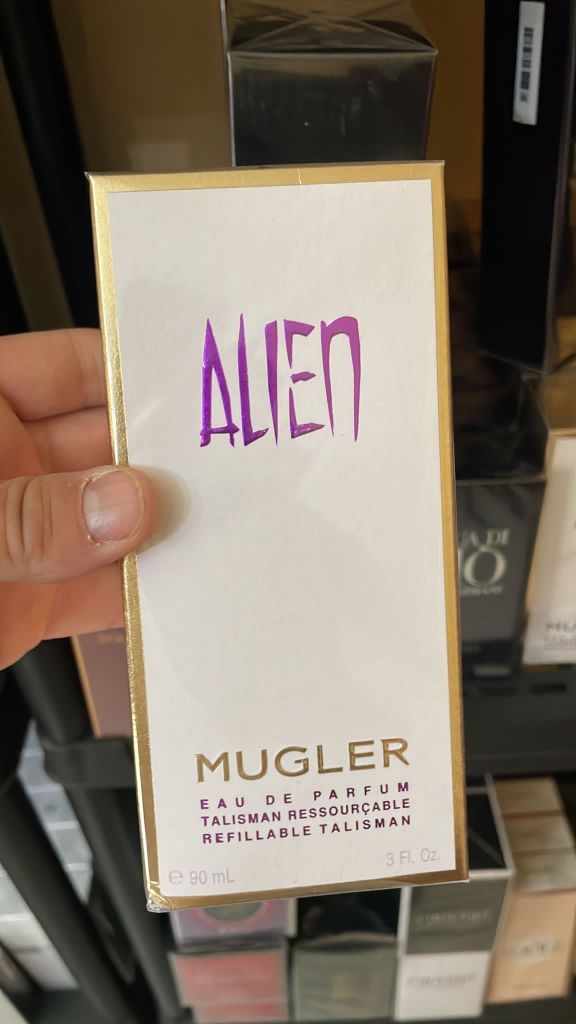 ALIEN
MUGLER
EAU DE PARFUM
TALISMAN RESSOURÇABLE
REFILLABLE TALISMAN
e 90 mL
3 Fl. Oz.